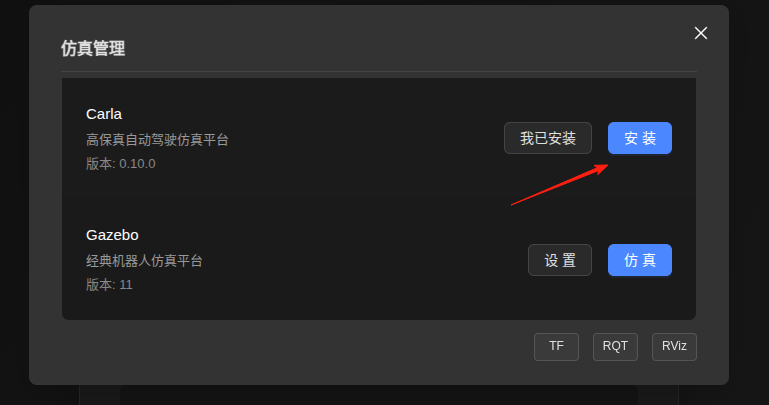 仿真管理
Carla
高保真自动驾驶仿真平台
版本: 0.10.0
我已安装
安 装
Gazebo
经典机器人仿真平台
版本: 11
设 置
仿 真
TF
RQT
RViz